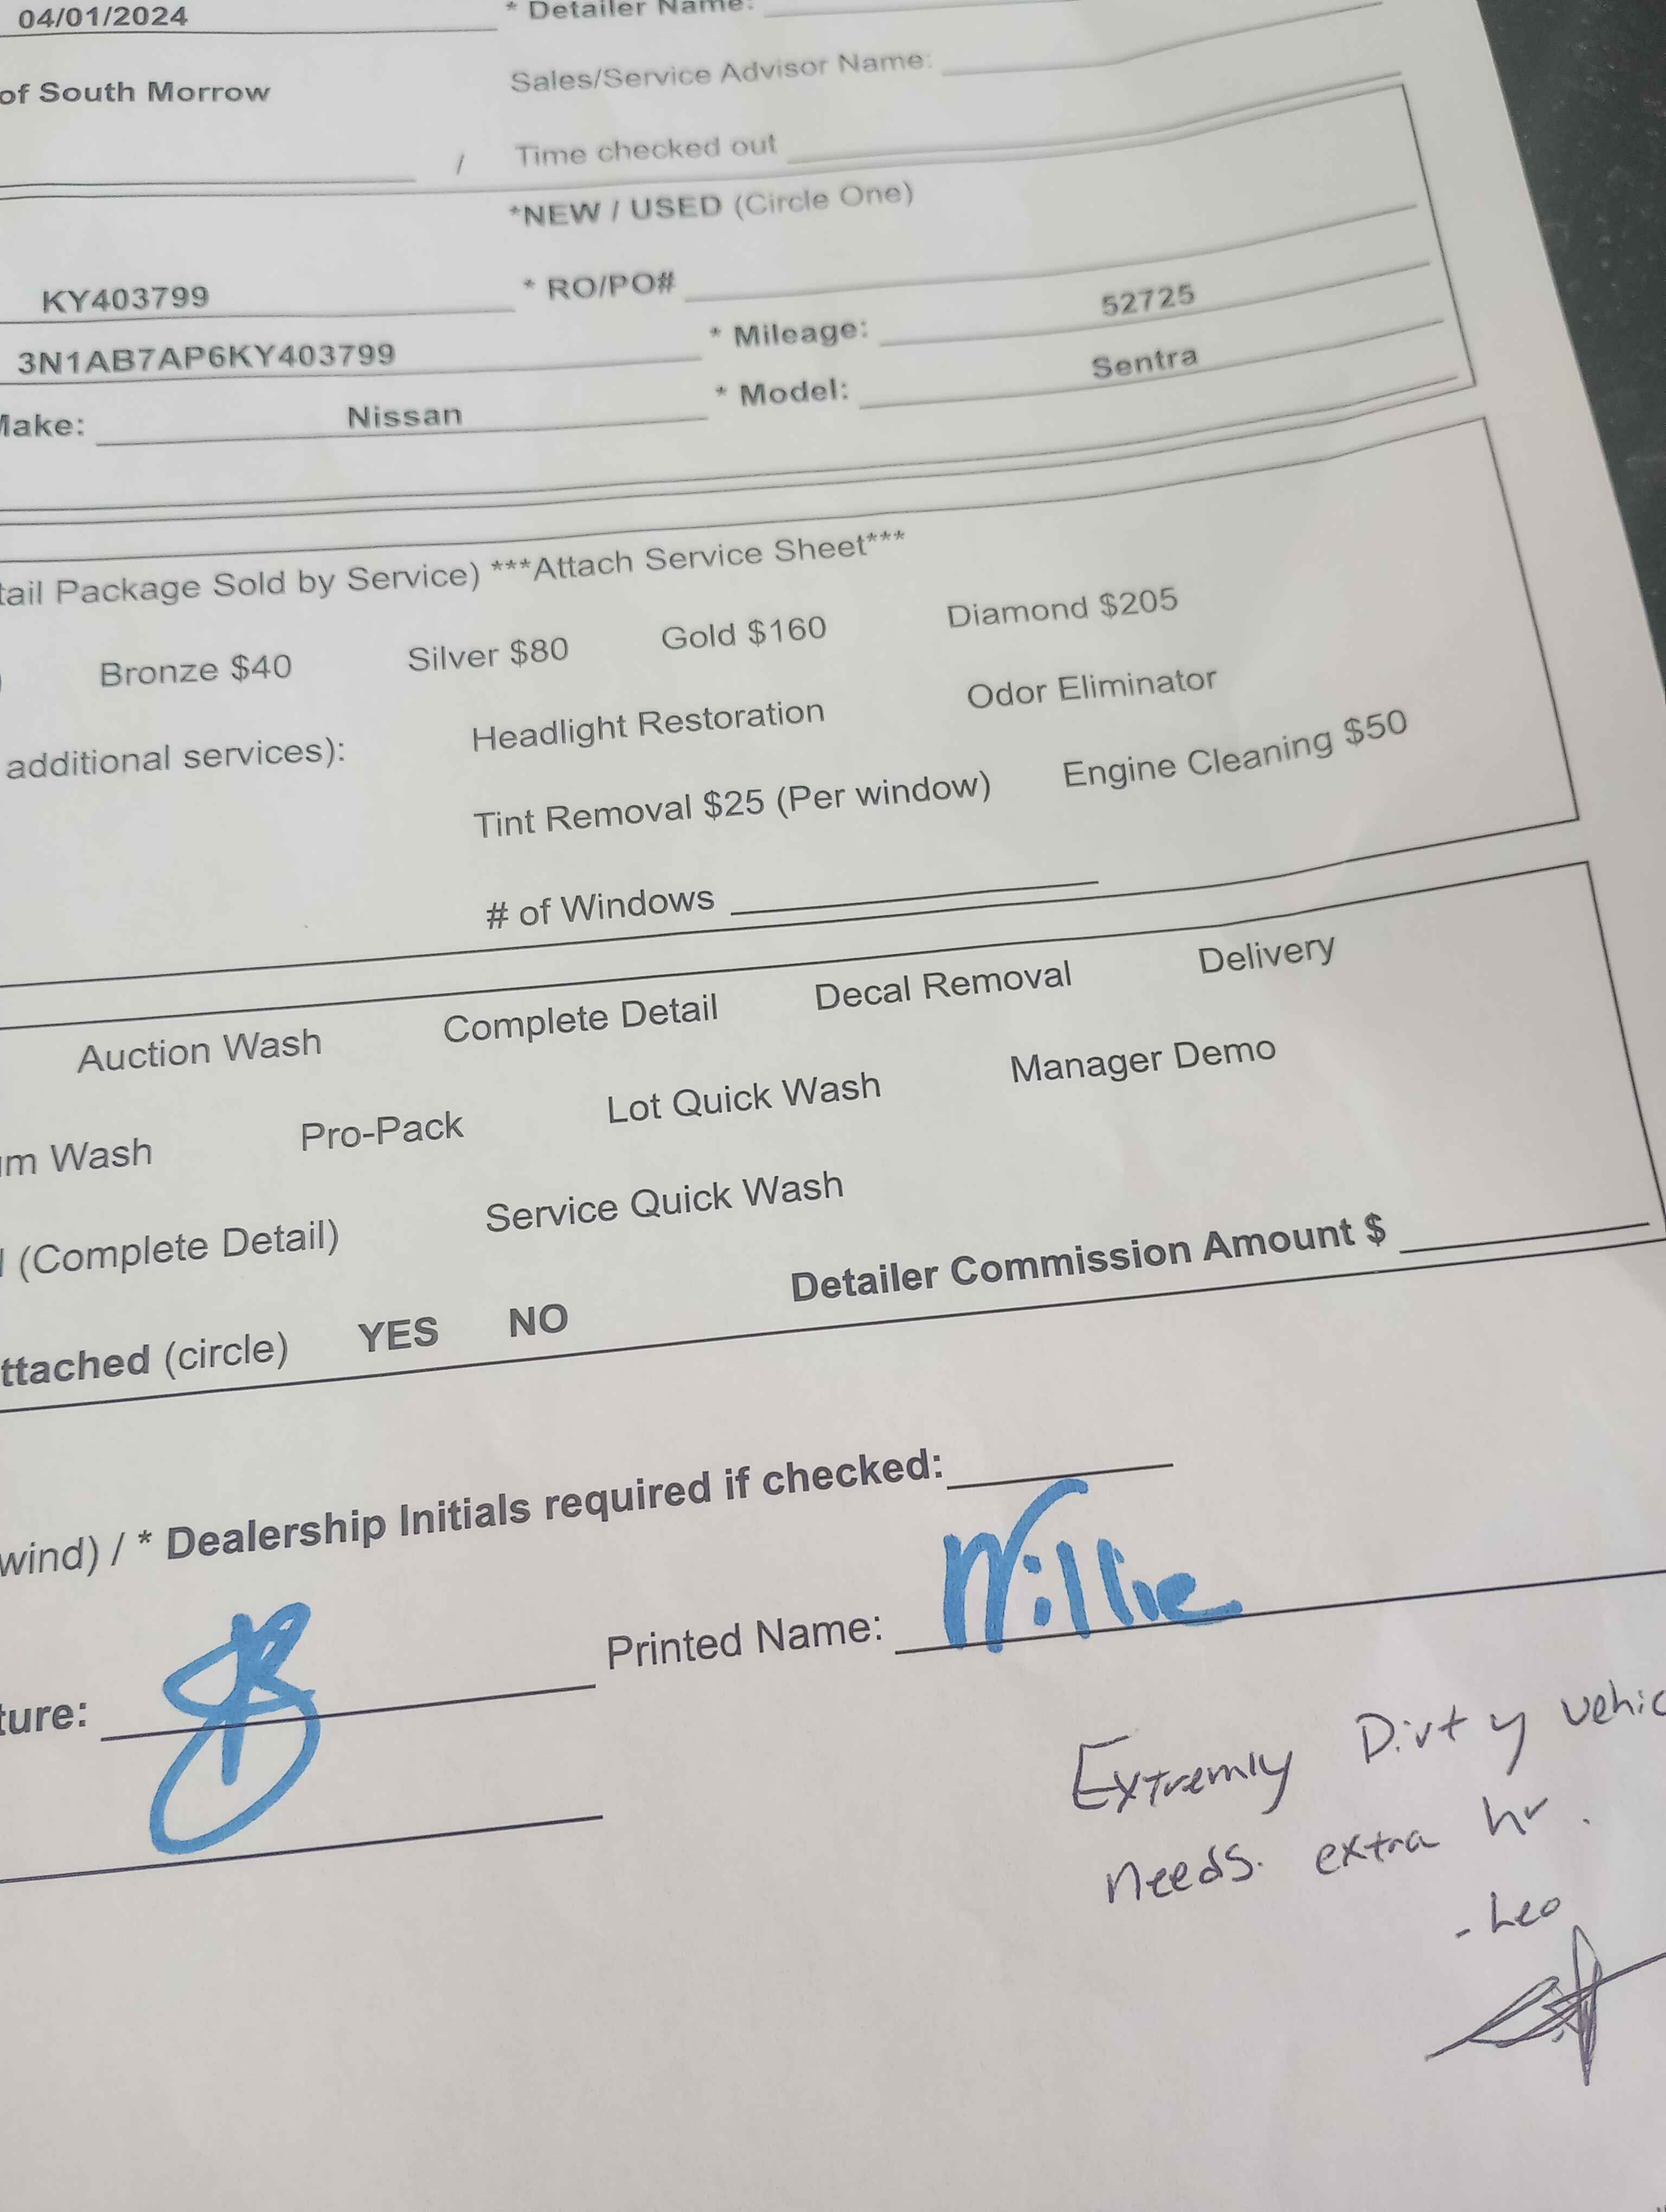 04/01/2024 * Detailer Name:
of South Morrow Sales/Service Advisor Name:
/ Time checked out
*NEW / USED (Circle One)
KY403799 * RO/PO#
3N1AB7AP6KY403799 * Mileage: 52725
Make: Nissan * Model: Sentra
tail Package Sold by Service) ***Attach Service Sheet***
) Bronze $40 Silver $80 Gold $160 Diamond $205
additional services): Headlight Restoration Odor Eliminator
Tint Removal $25 (Per window) Engine Cleaning $50
# of Windows
Auction Wash Complete Detail Decal Removal Delivery
m Wash Pro-Pack Lot Quick Wash Manager Demo
(Complete Detail) Service Quick Wash
ttached (circle) YES NO Detailer Commission Amount $
wind) / * Dealership Initials required if checked:
ture: Printed Name: Willie
Extremly Dirty vehic
needs. extra hr.
- Leo